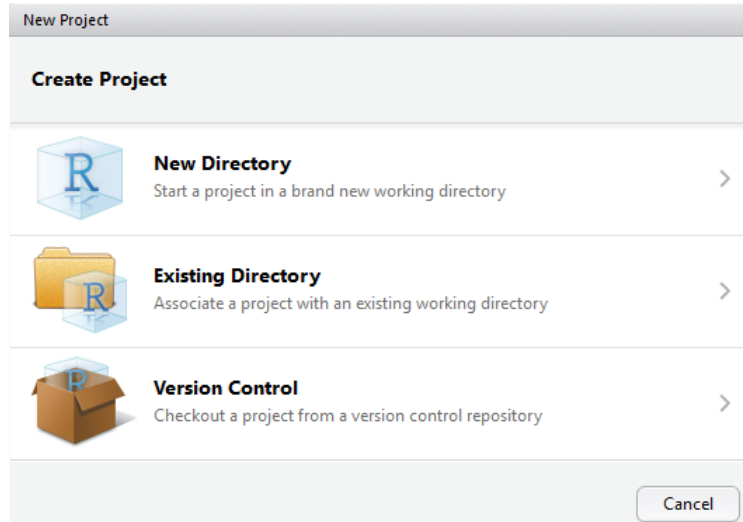 New Project
Create Project
R
New Directory
Start a project in a brand new working directory
R
Existing Directory
Associate a project with an existing working directory
R
Version Control
Checkout a project from a version control repository
Cancel